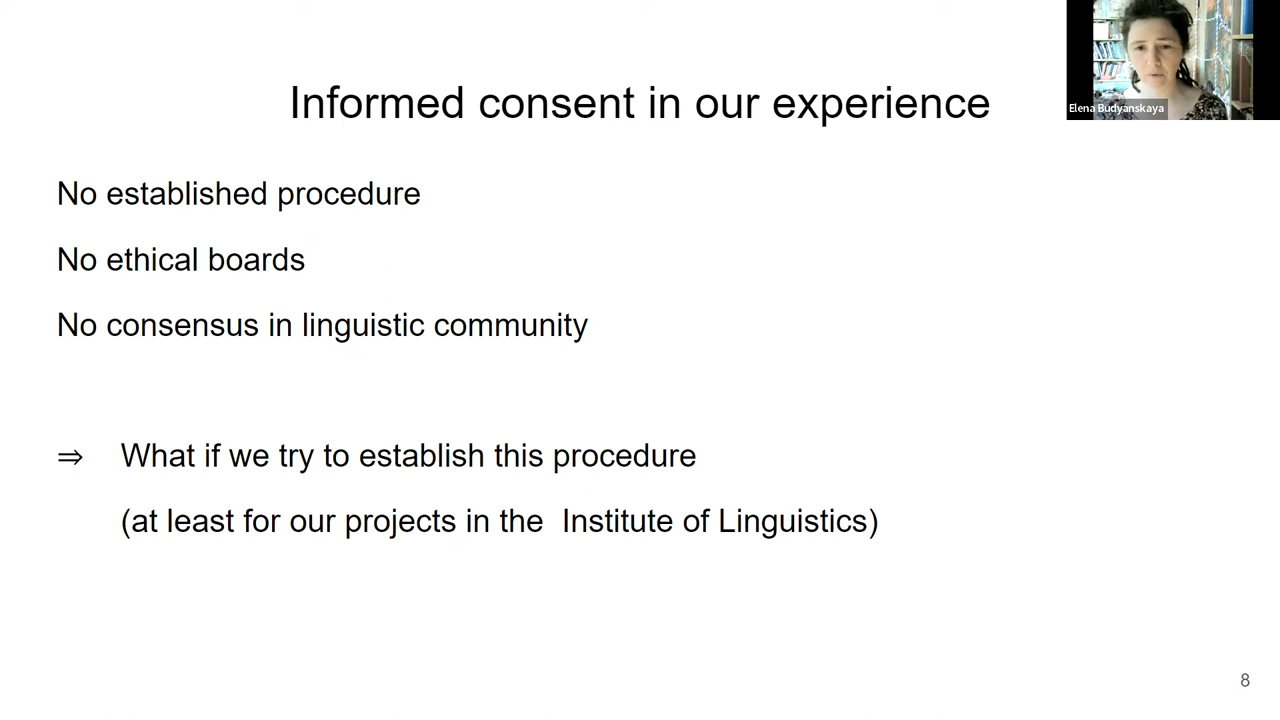 Informed consent in our experience
Elena Budyanskaya
No established procedure
No ethical boards
No consensus in linguistic community
⇒ What if we try to establish this procedure
(at least for our projects in the Institute of Linguistics)
8